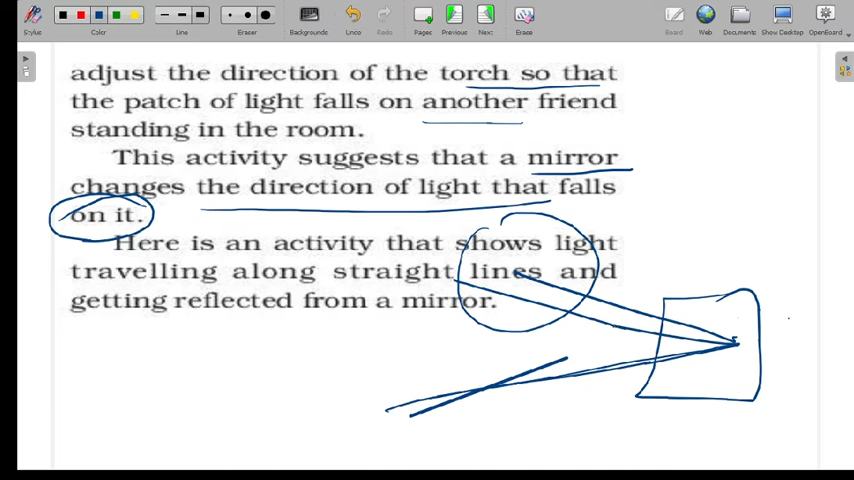 Stylus
Color
Line
Eraser
Backgrounds
Undo
Redo
Pages
Previous
Next
Erase
Board
Web
Documents
Show Desktop
OpenBoard
adjust the direction of the torch so that
the patch of light falls on another friend
standing in the room.
This activity suggests that a mirror
changes the direction of light that falls
on it.
Here is an activity that shows light
travelling along straight lines and
getting reflected from a mirror.